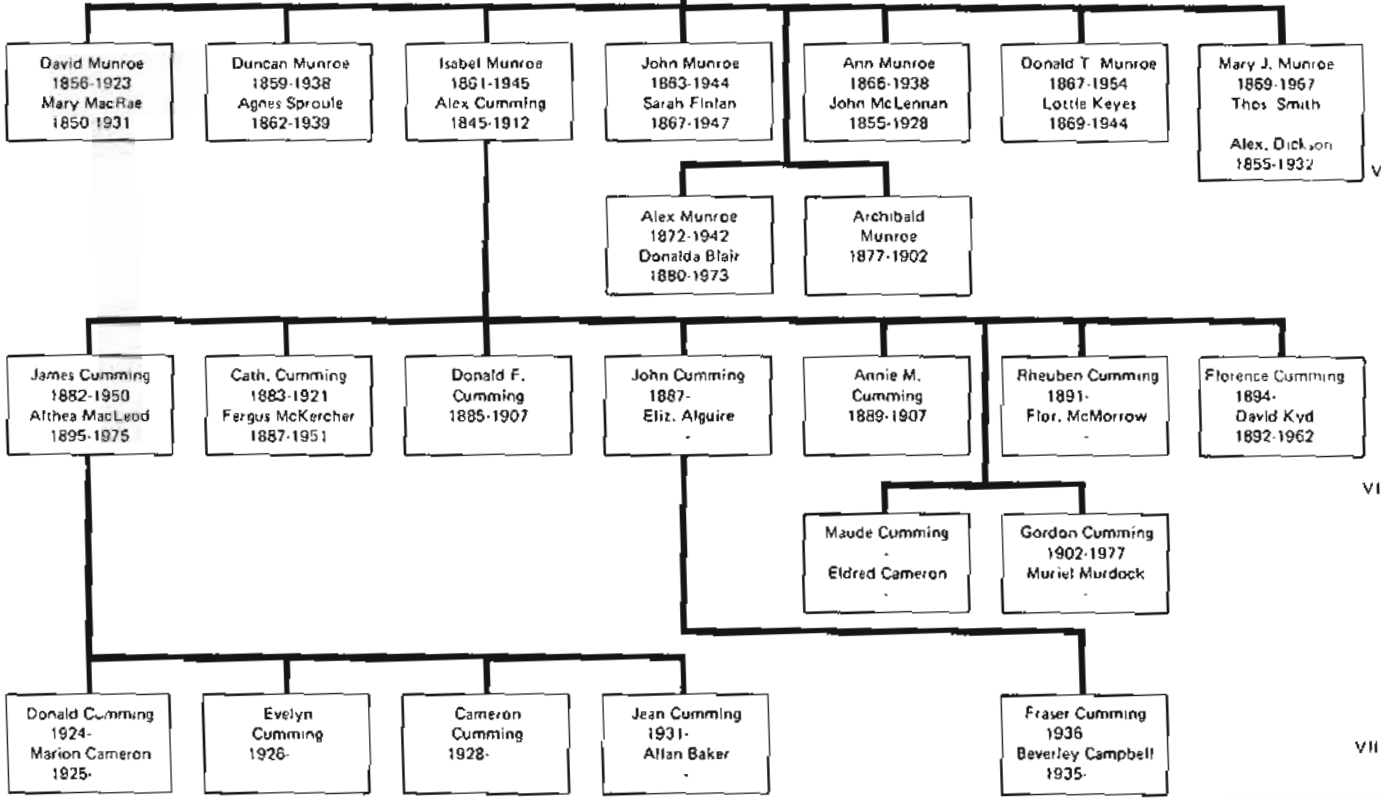 David Munroe
1856-1923
Mary MacRae
1850-1931
Duncan Munroe
1859-1938
Agnes Sproule
1862-1939
Isabel Munroe
1861-1945
Alex Cumming
1845-1912
John Munroe
1863-1944
Sarah Finlan
1867-1947
Ann Munroe
1866-1938
John McLennan
1855-1928
Donald T. Munroe
1867-1954
Lottie Keyes
1869-1944
Mary J. Munroe
1869-1967
Thos. Smith
Alex. Dickson
1855-1932
V
Alex Munroe
1872-1942
Donalda Blair
1880-1973
Archibald
Munroe
1877-1902
James Cumming
1882-1950
Althea MacLeod
1895-1975
Cath. Cumming
1883-1921
Fergus McKercher
1887-1951
Donald F.
Cumming
1885-1907
John Cumming
1887-
Eliz. Alguire
-
Annie M.
Cumming
1889-1907
Rheuben Cumming
1891-
Flor. McMorrow
-
Florence Cumming
1894-
David Kyd
1892-1962
VI
Maude Cumming
-
Eldred Cameron
-
Gordon Cumming
1902-1977
Muriel Murdock
-
Donald Cumming
1924-
Marion Cameron
1925-
Evelyn
Cumming
1926-
Cameron
Cumming
1928-
Jean Cumming
1931-
Allan Baker
-
Fraser Cumming
1936
Beverley Campbell
1935-
VII